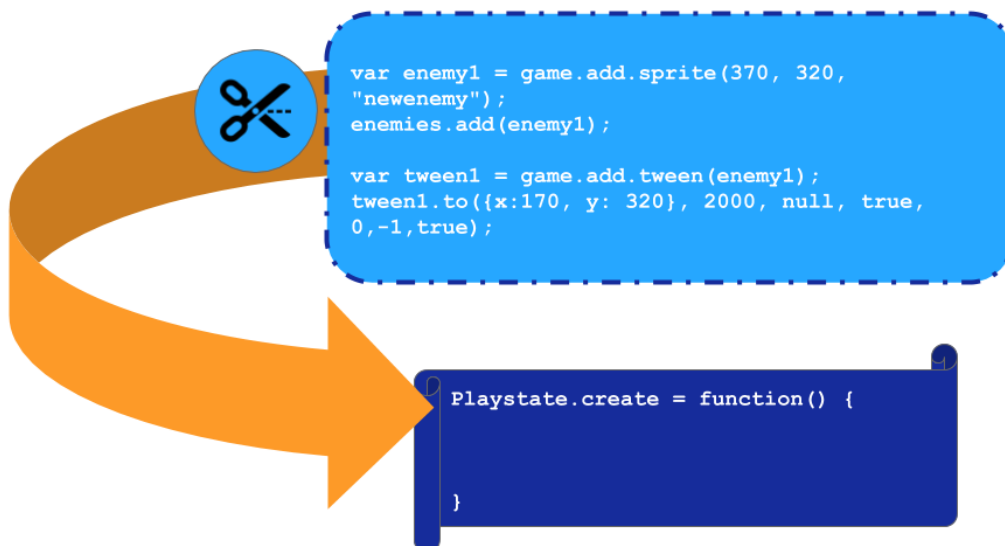 var enemy1 = game.add.sprite(370, 320,
"newenemy");
enemies.add(enemy1);
var tween1 = game.add.tween(enemy1);
tween1.to({x:170, y: 320}, 2000, null, true,
0,-1,true);
Playstate.create = function() {
}